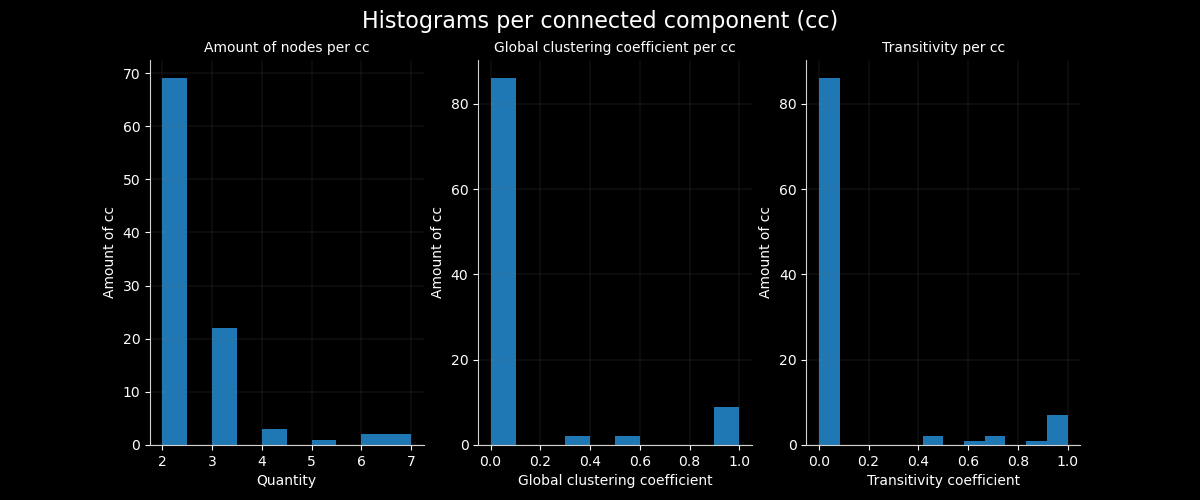 Histograms per connected component (cc)
Amount of nodes per cc
70
60
50
40
30
20
10
0
Amount of cc
2 3 4 5 6 7
Quantity
Global clustering coefficient per cc
80
60
40
20
0
Amount of cc
0.0 0.2 0.4 0.6 0.8 1.0
Global clustering coefficient
Transitivity per cc
80
60
40
20
0
Amount of cc
0.0 0.2 0.4 0.6 0.8 1.0
Transitivity coefficient